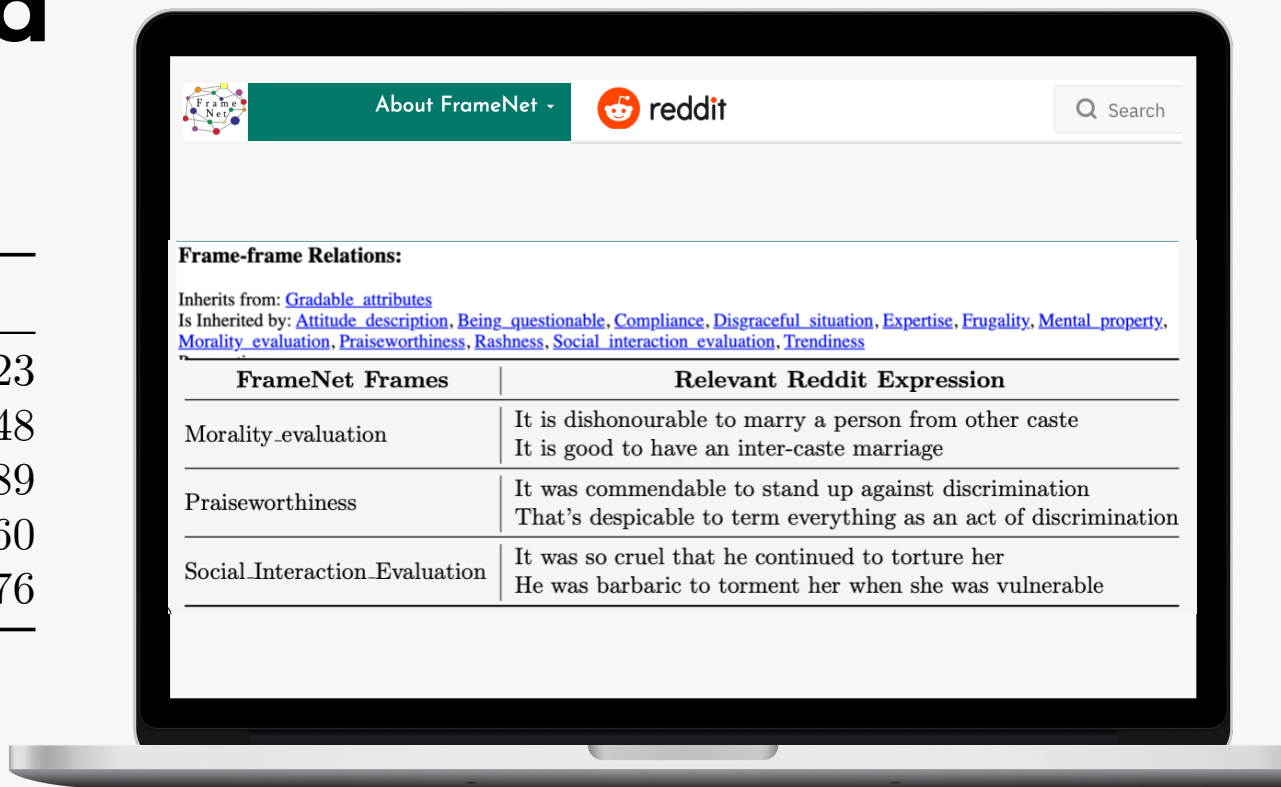 d
23
48
89
60
76
Frame
Net
About FrameNet
reddit
Search
Frame-frame Relations:
Inherits from: Gradable_attributes
Is Inherited by: Attitude_description, Being_questionable, Compliance, Disgraceful_situation, Expertise, Frugality, Mental_property,
Morality_evaluation, Praiseworthiness, Rashness, Social_interaction_evaluation, Trendiness
FrameNet Frames | Relevant Reddit Expression
Morality_evaluation
It is dishonourable to marry a person from other caste
It is good to have an inter-caste marriage
Praiseworthiness
It was commendable to stand up against discrimination
That's despicable to term everything as an act of discrimination
Social_Interaction_Evaluation
It was so cruel that he continued to torture her
He was barbaric to torment her when she was vulnerable